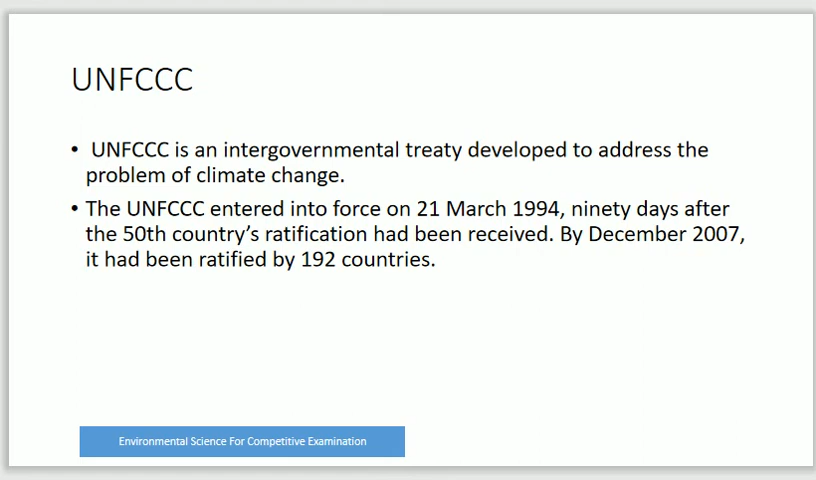 UNFCCC
• UNFCCC is an intergovernmental treaty developed to address the
problem of climate change.
• The UNFCCC entered into force on 21 March 1994, ninety days after
the 50th country’s ratification had been received. By December 2007,
it had been ratified by 192 countries.
Environmental Science For Competitive Examination